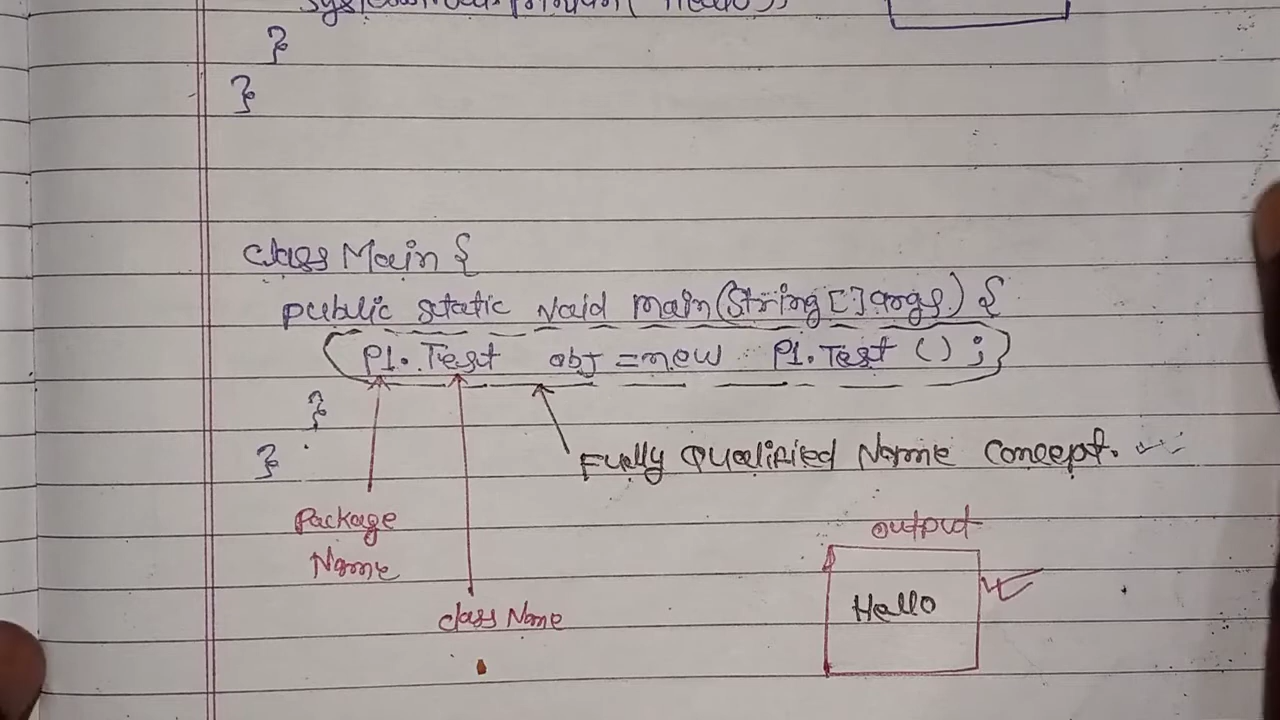 }
}
class Main {
public static void main(String[] args) {
P1.Test obj = new P1.Test ();
}
}
Fully Qualified Name Concept.
Package
Name
class Name
output
Hello